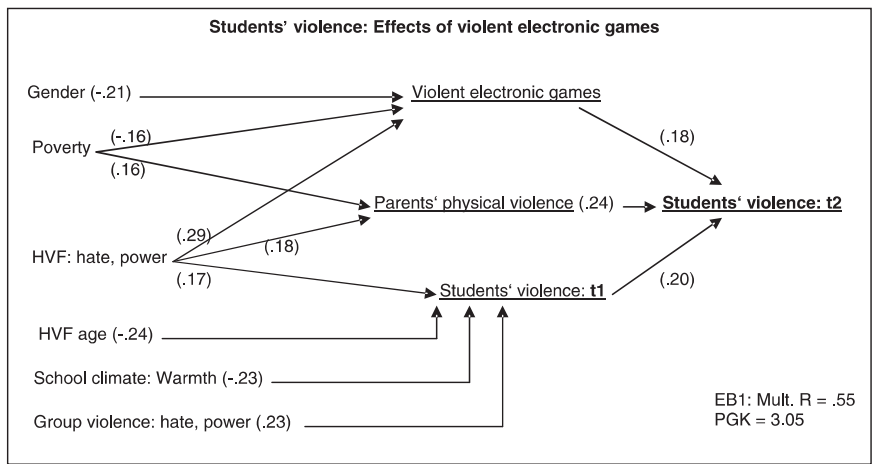 Students‘ violence: Effects of violent electronic games
Gender (-.21)
Violent electronic games
(-.16)
Poverty
(.16)
(.18)
Parents‘ physical violence (.24)
Students‘ violence: t2
(.29)
(.18)
HVF: hate, power
(.17)
Students‘ violence: t1
(.20)
HVF age (-.24)
School climate: Warmth (-.23)
Group violence: hate, power (.23)
EB1: Mult. R = .55
PGK = 3.05